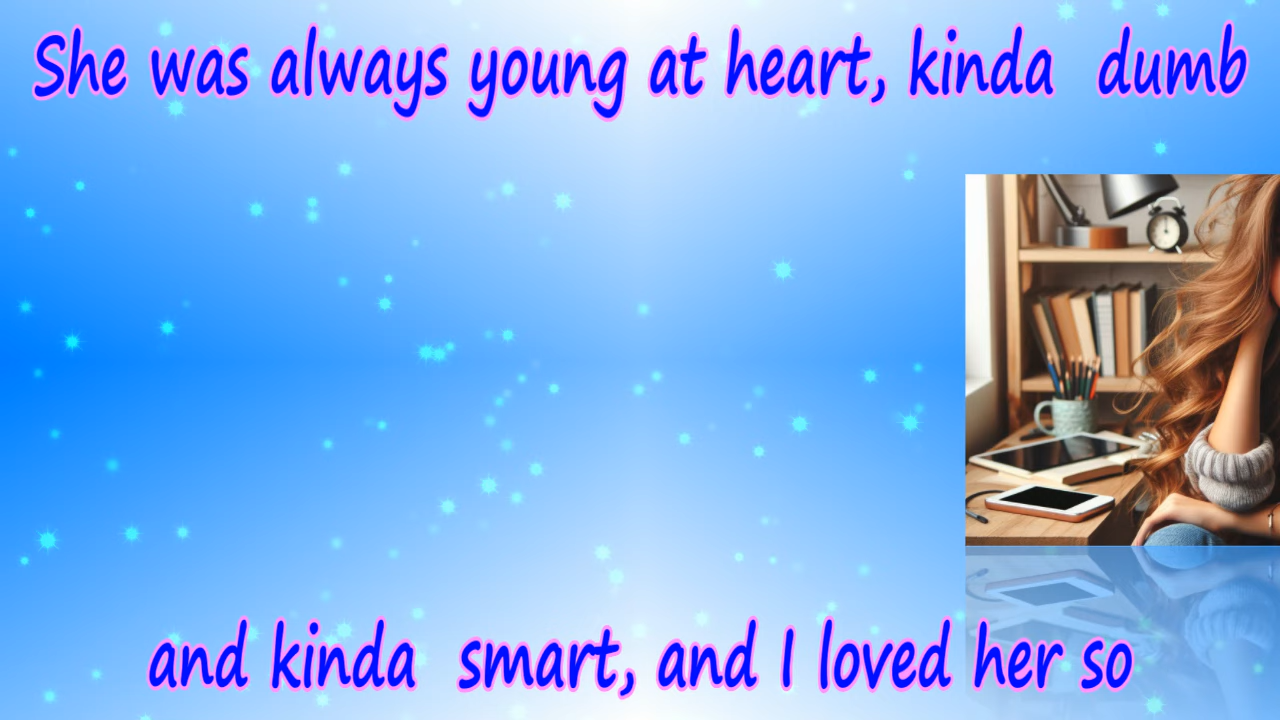 She was always young at heart, kinda  dumb
and kinda  smart, and I loved her so